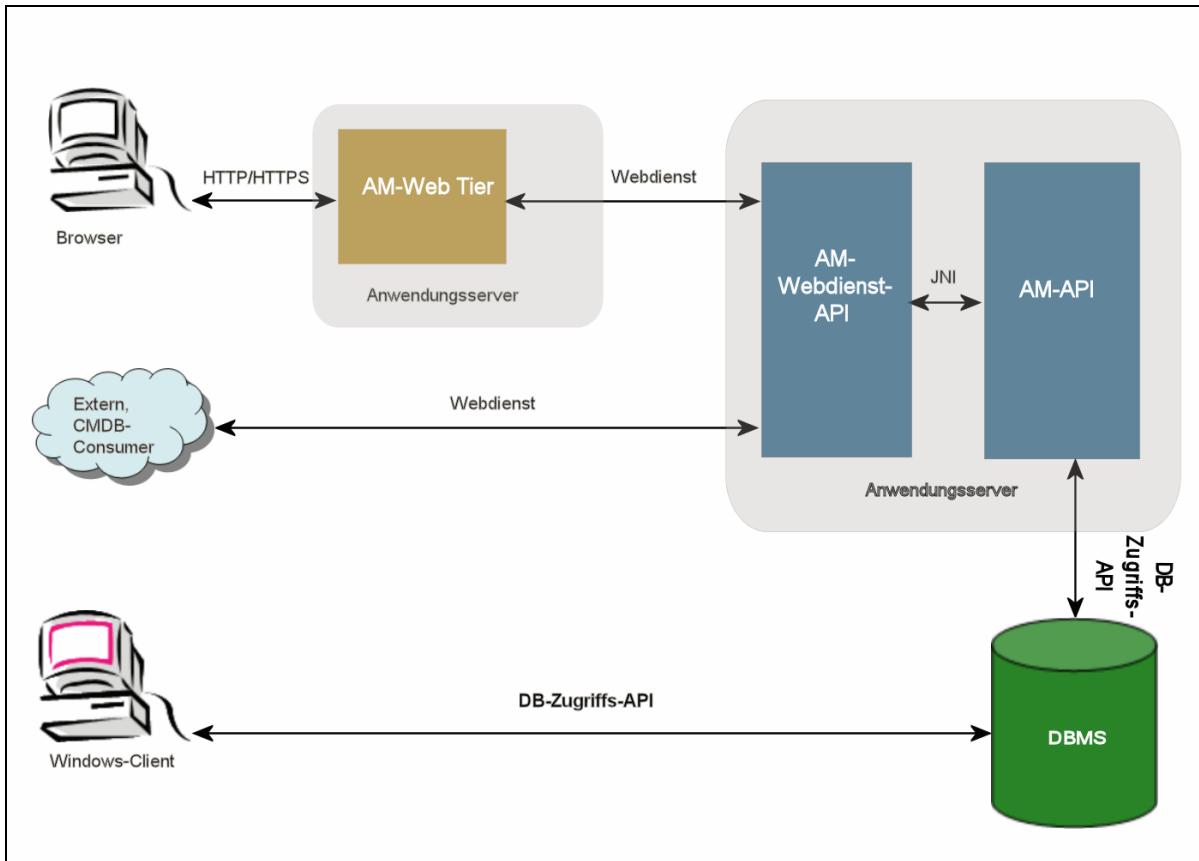 HTTP/HTTPS
AM-Web Tier
Webdienst
Browser
Anwendungsserver
AM-
Webdienst-
API
JNI
AM-API
Extern,
CMDB-
Consumer
Webdienst
Anwendungsserver
DB-
Zugriffs-
API
DB-Zugriffs-API
Windows-Client
DBMS